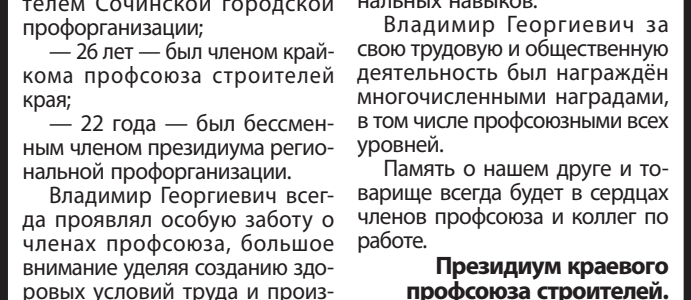 телем Сочинской городской
профорганизации;
— 26 лет — был членом край-
кома профсоюза строителей
края;
— 22 года — был бессмен-
ным членом президиума регио-
нальной профорганизации.
Владимир Георгиевич всег-
да проявлял особую заботу о
членах профсоюза, большое
внимание уделяя созданию здо-
ровых условий труда и произ-
нальных навыков.
Владимир Георгиевич за
свою трудовую и общественную
деятельность был награждён
многочисленными наградами,
в том числе профсоюзными всех
уровней.
Память о нашем друге и то-
варище всегда будет в сердцах
членов профсоюза и коллег по
работе.
Президиум краевого
профсоюза строителей.